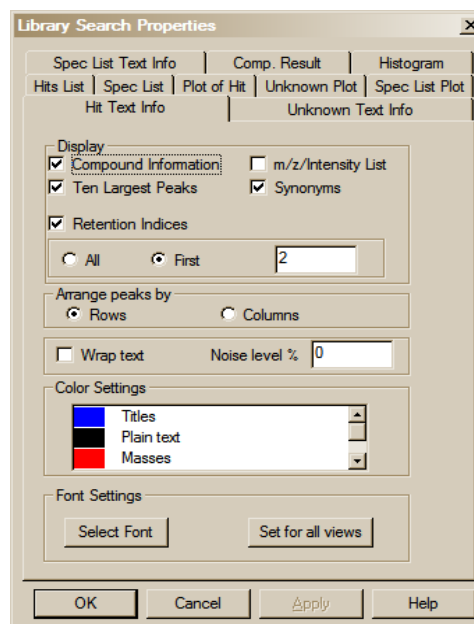 Library Search Properties
Spec List Text Info Comp. Result Histogram
Hits List Spec List Plot of Hit Unknown Plot Spec List Plot
Hit Text Info Unknown Text Info
Display
Compound Information m/z/Intensity List
Ten Largest Peaks Synonyms
Retention Indices
All First 2
Arrange peaks by
Rows Columns
Wrap text Noise level % 0
Color Settings
Titles
Plain text
Masses
Font Settings
Select Font Set for all views
OK Cancel Apply Help